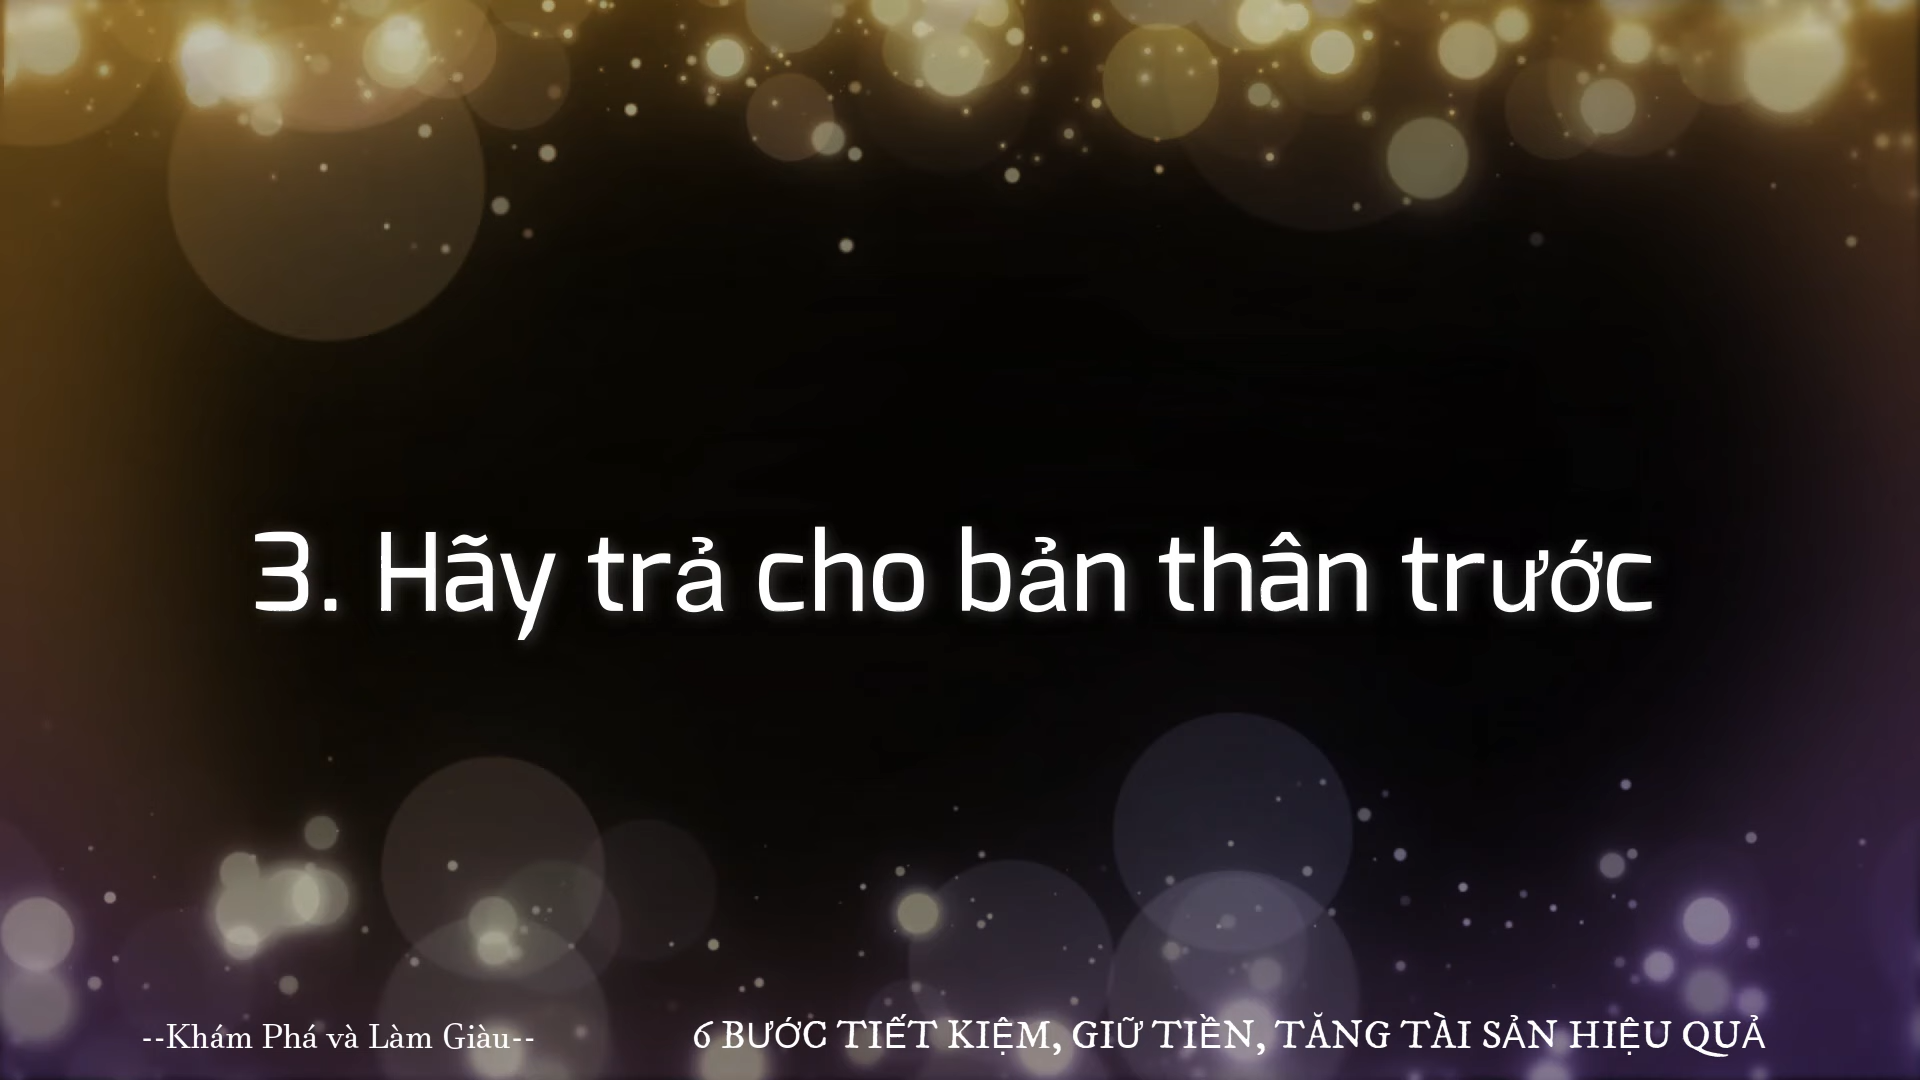 3. Hãy trả cho bản thân trước
--Khám Phá và Làm Giàu--
6 BƯỚC TIẾT KIỆM, GIỮ TIỀN, TĂNG TÀI SẢN HIỆU QUẢ